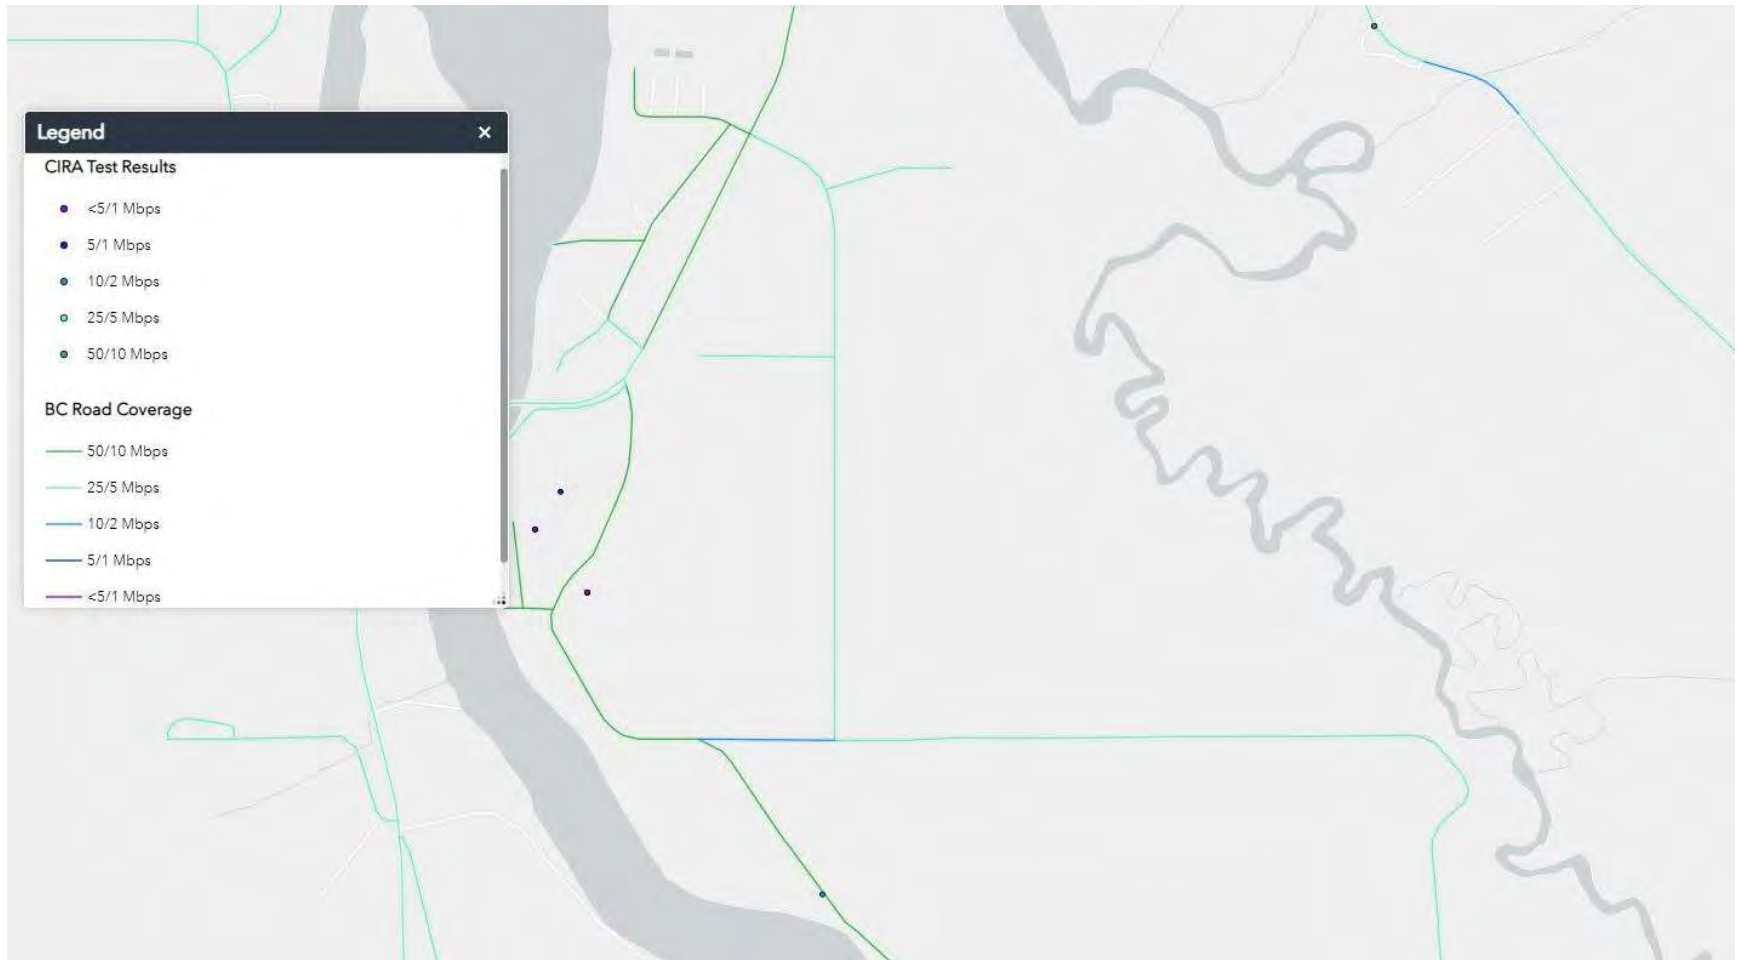 Legend
CIRA Test Results
<5/1 Mbps
5/1 Mbps
10/2 Mbps
25/5 Mbps
50/10 Mbps
BC Road Coverage
50/10 Mbps
25/5 Mbps
10/2 Mbps
5/1 Mbps
<5/1 Mbps